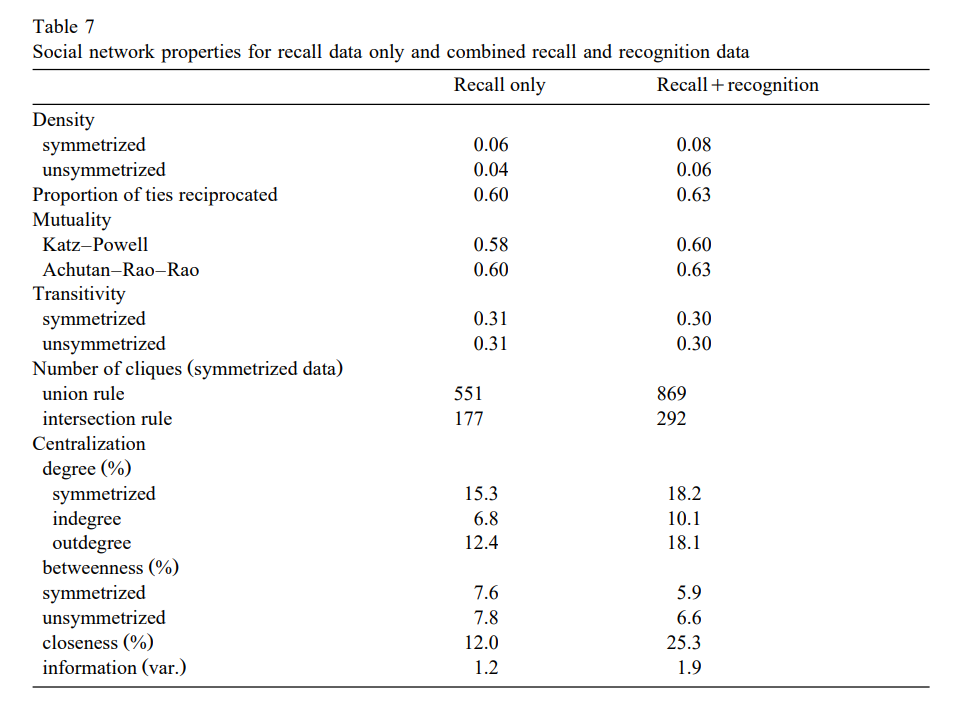 Table 7
Social network properties for recall data only and combined recall and recognition data
Recall only Recall+recognition
Density
symmetrized 0.06 0.08
unsymmetrized 0.04 0.06
Proportion of ties reciprocated 0.60 0.63
Mutuality
Katz–Powell 0.58 0.60
Achutan–Rao–Rao 0.60 0.63
Transitivity
symmetrized 0.31 0.30
unsymmetrized 0.31 0.30
Number of cliques (symmetrized data)
union rule 551 869
intersection rule 177 292
Centralization
degree (%)
symmetrized 15.3 18.2
indegree 6.8 10.1
outdegree 12.4 18.1
betweenness (%)
symmetrized 7.6 5.9
unsymmetrized 7.8 6.6
closeness (%) 12.0 25.3
information (var.) 1.2 1.9